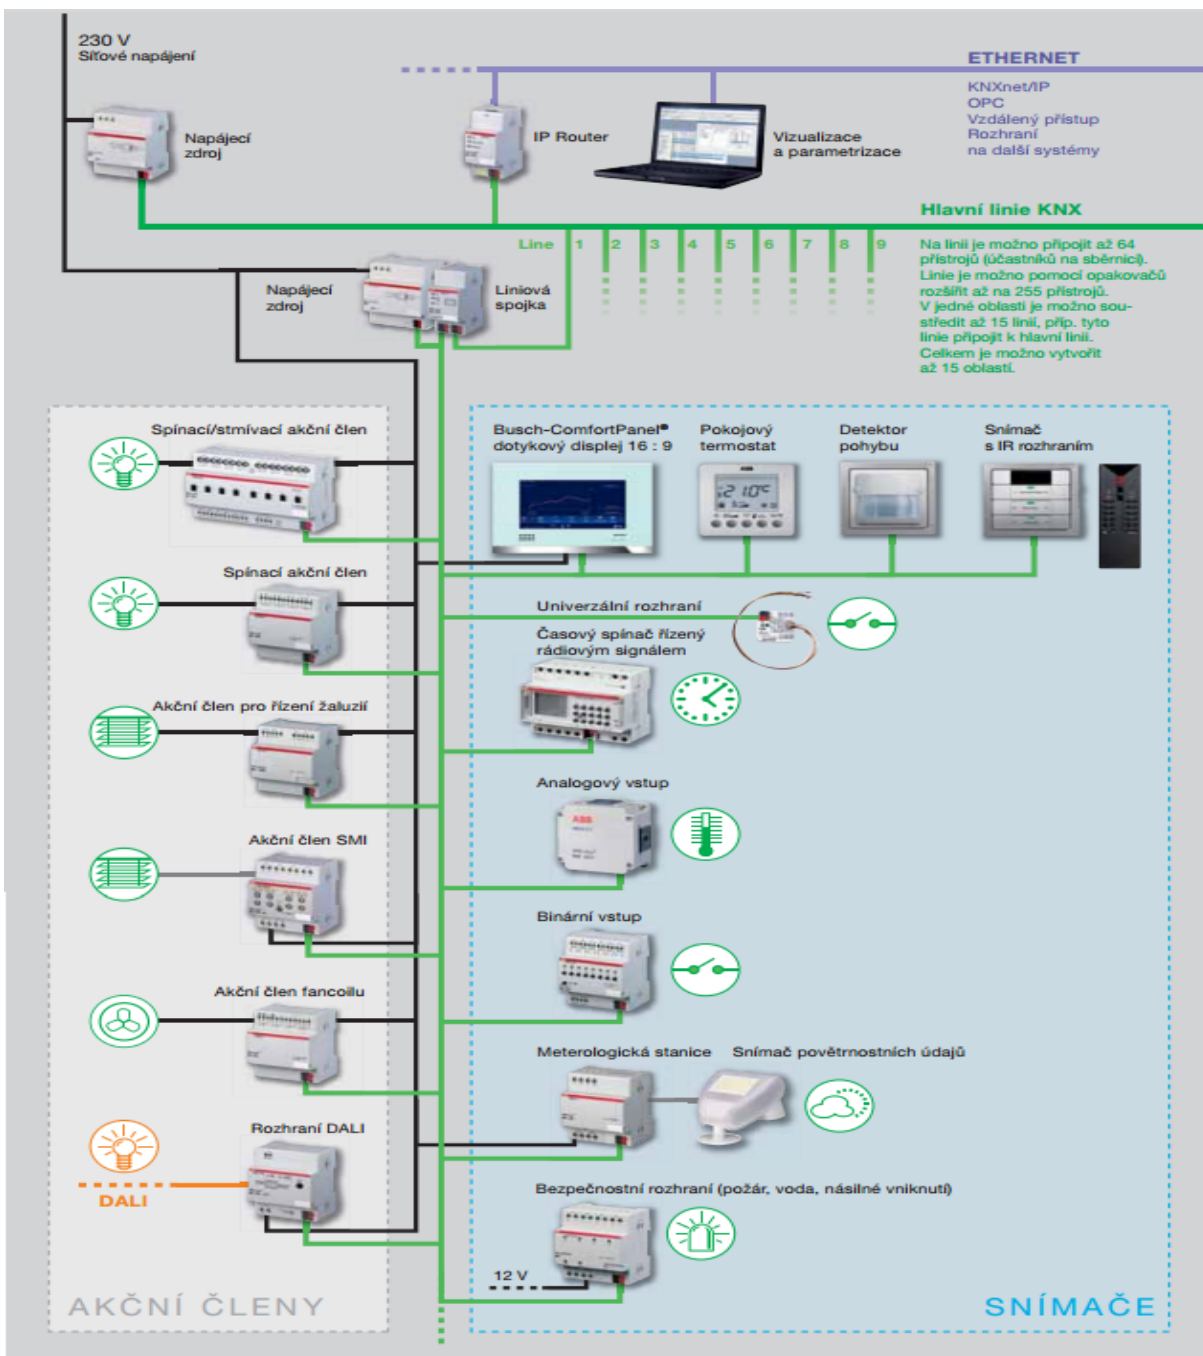 230 V
Síťové napájení
ETHERNET
KNXnet/IP
OPC
Vzdálený přístup
Rozhraní
na další systémy
Napájecí
zdroj
IP Router
Vizualizace
a parametrizace
Hlavní linie KNX
Line 1 2 3 4 5 6 7 8 9
Na linii je možno připojit až 64
přístrojů (účastníků na sběrnici).
Linie je možno pomocí opakovačů
rozšířit až na 255 přístrojů.
V jedné oblasti je možno sou-
středit až 15 linií, příp. tyto
linie připojit k hlavní linii.
Celkem je možno vytvořit
až 15 oblastí.
Napájecí
zdroj
Liniová
spojka
Spínací/stmívací akční člen
Spínací akční člen
Akční člen pro řízení žaluzií
Akční člen SMI
Akční člen fancoilu
Rozhraní DALI
DALI
AKČNÍ ČLENY
Busch-ComfortPanel®
dotykový displej 16 : 9
Pokojový
termostat
Detektor
pohybu
Snímač
s IR rozhraním
Univerzální rozhraní
Časový spínač řízený
rádiovým signálem
Analogový vstup
ABB
Binární vstup
Meterologická stanice
Snímač povětrnostních údajů
Bezpečnostní rozhraní (požár, voda, násilné vniknutí)
12 V
SNÍMAČE